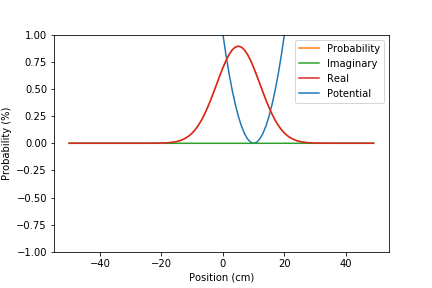 1.00
0.75
0.50
0.25
0.00
−0.25
−0.50
−0.75
−1.00
Probability (%)
Probability
Imaginary
Real
Potential
−40
−20
0
20
40
Position (cm)